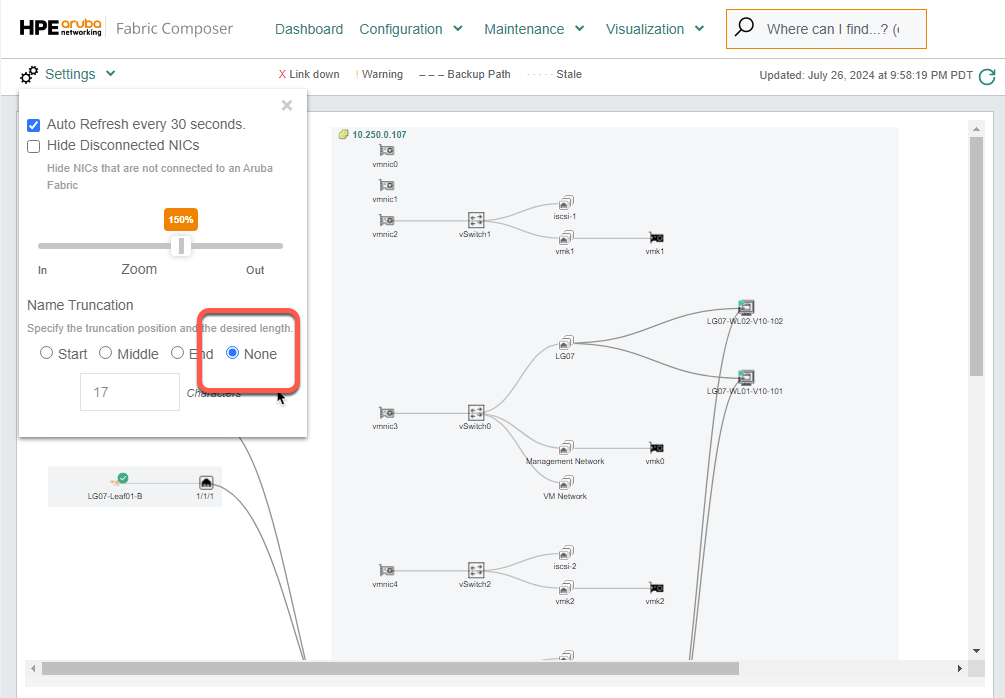 HPE aruba networking Fabric Composer Dashboard Configuration Maintenance Visualization Where can I find...? (
Settings X Link down ! Warning Backup Path Stale Updated: July 26, 2024 at 9:58:19 PM PDT
×
Auto Refresh every 30 seconds.
Hide Disconnected NICs
Hide NICs that are not connected to an Aruba
Fabric
150%
In Zoom Out
Name Truncation
Specify the truncation position and the desired length.
Start Middle End None
17 Characters
LG07-Leaf01-B 1/1/1
10.250.0.107
vmnic0
vmnic1
vmnic2 vSwitch1
iscsi-1
vmk1 vmk1
LG07-WL02-V10-102
LG07
LG07-WL01-V10-101
vmnic3 vSwitch0
Management Network vmk0
VM Network
iscsi-2
vmnic4 vSwitch2
vmk2 vmk2